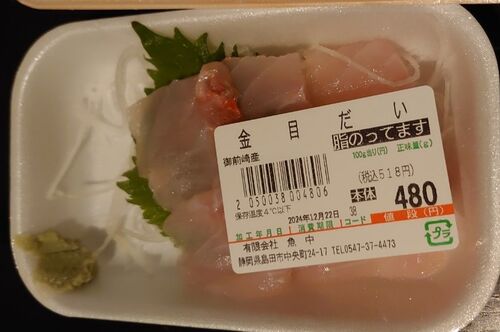 金目だい
脂のってます
御前崎産
100g当り(円) 正味量(g)
(税込518円)
2050038004806
保存温度4℃以下
本体 480
2024年12月22日 38
加工年月日 消費期限 コード 値段(円)
有限会社 魚中
静岡県島田市中央町24-17 TEL0547-37-4473
プラ